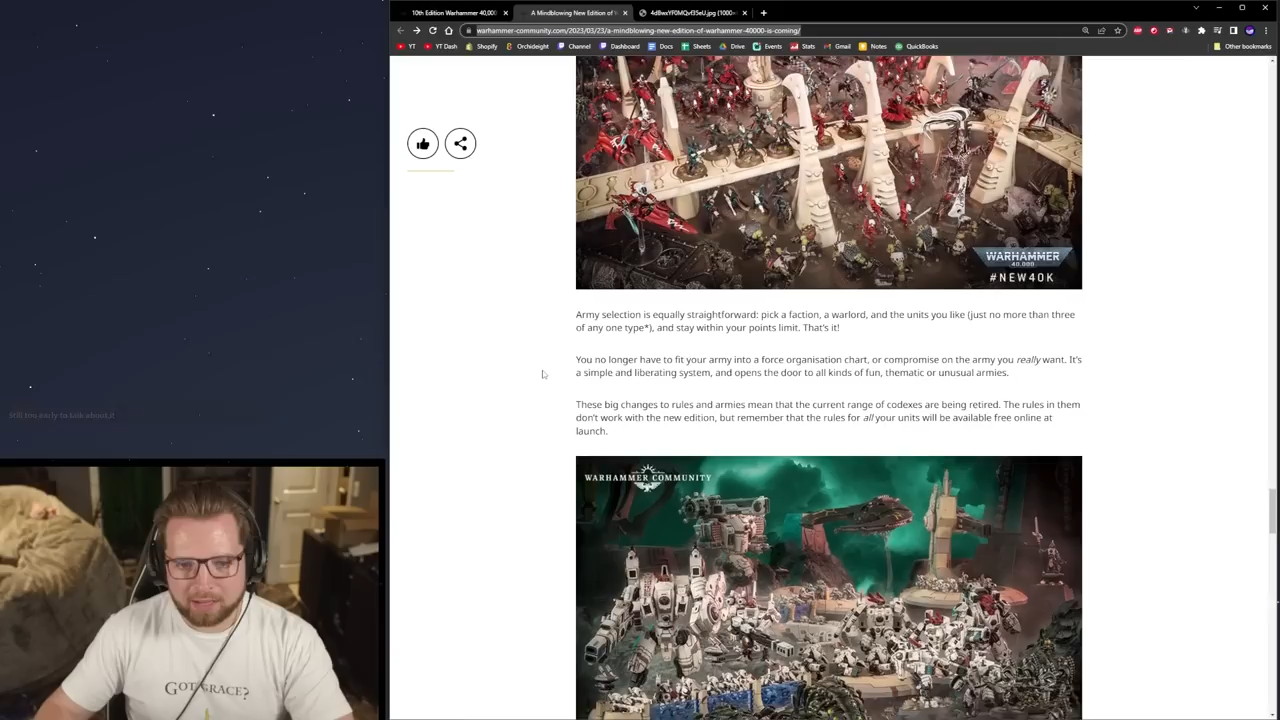 10th Edition Warhammer 40,000
A Mindblowing New Edition of
4dBwxYF0MQvf35eU.jpg (1000×
warhammer-community.com/2023/03/23/a-mindblowing-new-edition-of-warhammer-40000-is-coming/
YT YT Dash Shopify Orchideight Channel Dashboard Docs Sheets Drive Events Stats Gmail Notes QuickBooks Other bookmarks
WARHAMMER
40,000
#NEW40K
Army selection is equally straightforward: pick a faction, a warlord, and the units you like (just no more than three
of any one type*), and stay within your points limit. That's it!
You no longer have to fit your army into a force organisation chart, or compromise on the army you really want. It's
a simple and liberating system, and opens the door to all kinds of fun, thematic or unusual armies.
These big changes to rules and armies mean that the current range of codexes are being retired. The rules in them
don't work with the new edition, but remember that the rules for all your units will be available free online at
launch.
WARHAMMER COMMUNITY
GOT GRACE?